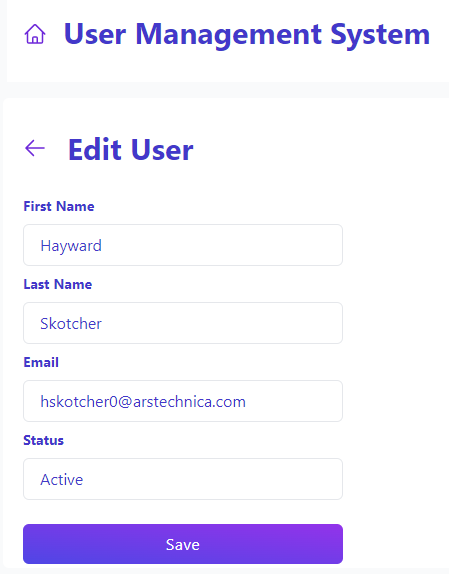 User Management System
Edit User
First Name
Hayward
Last Name
Skotcher
Email
hskotcher0@arstechnica.com
Status
Active
Save